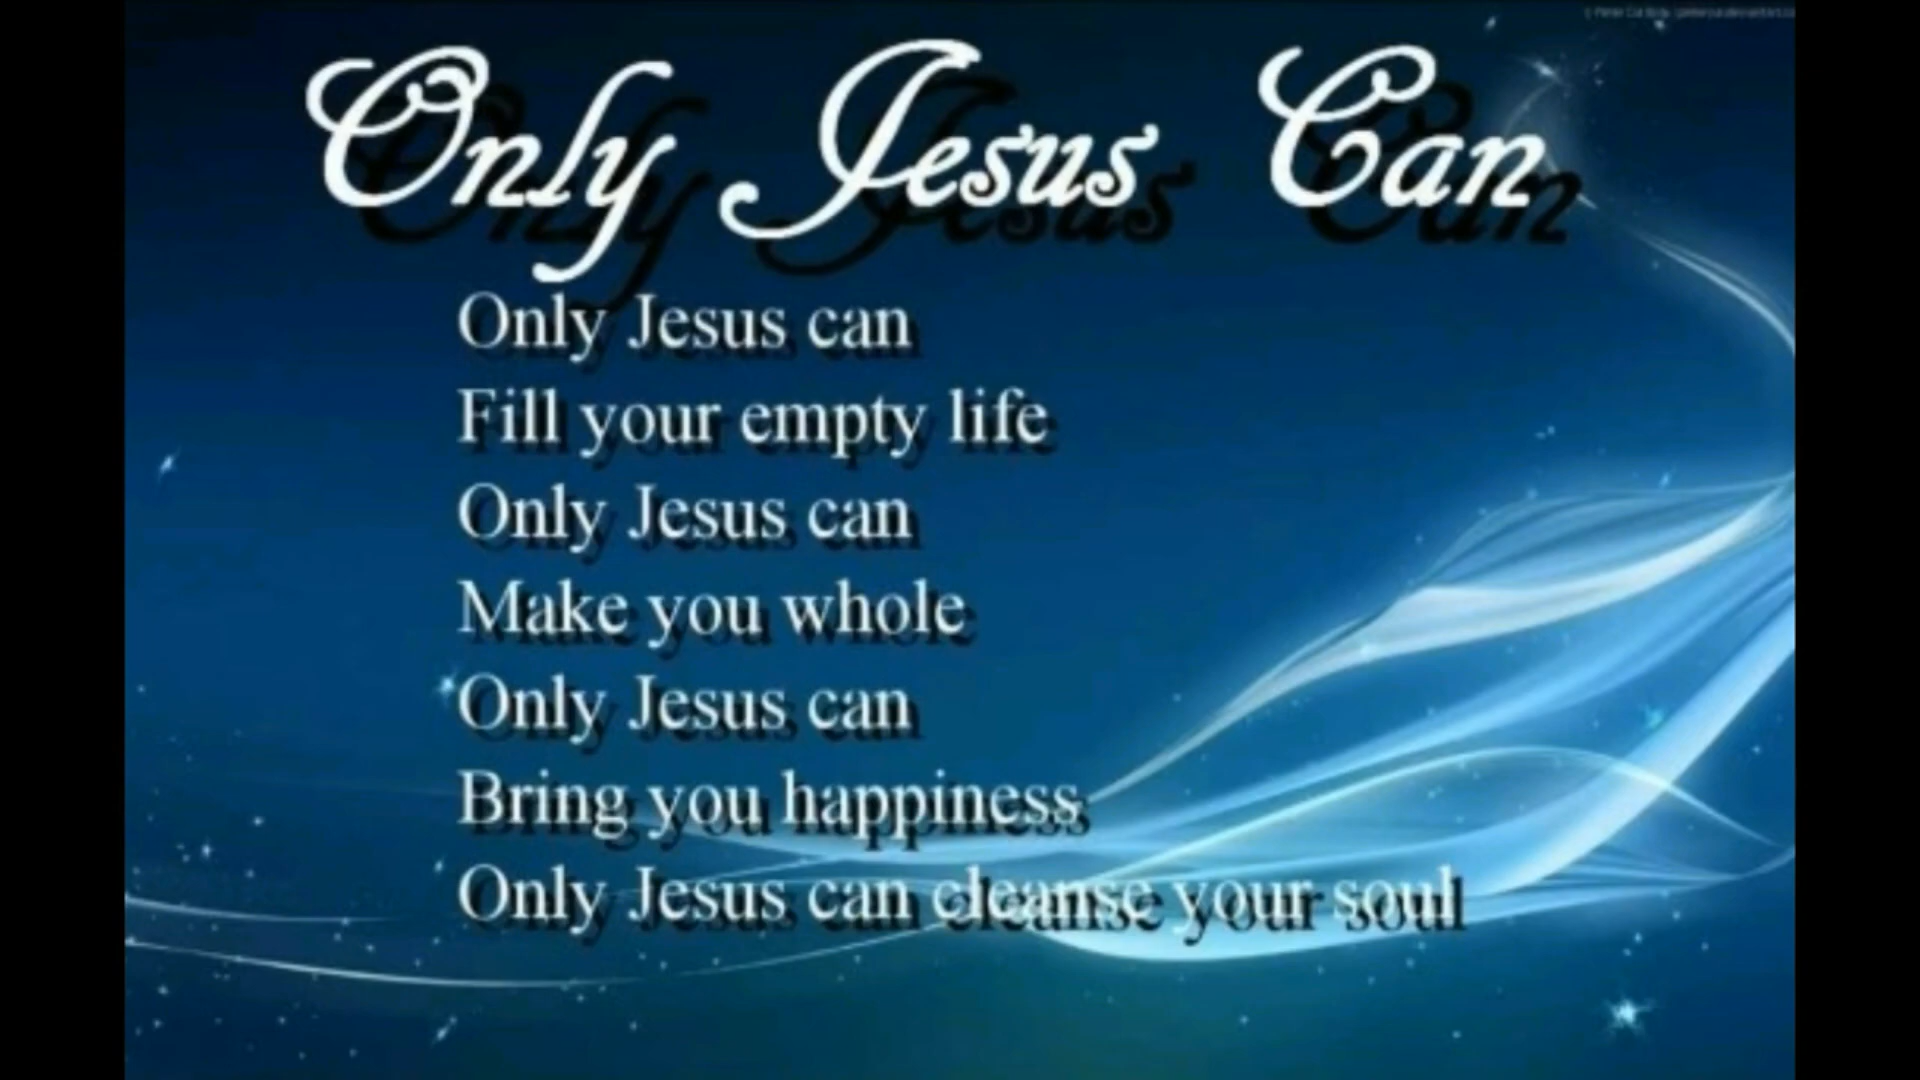 Only Jesus Can
Only Jesus can
Fill your empty life
Only Jesus can
Make you whole
Only Jesus can
Bring you happiness
Only Jesus can cleanse your soul